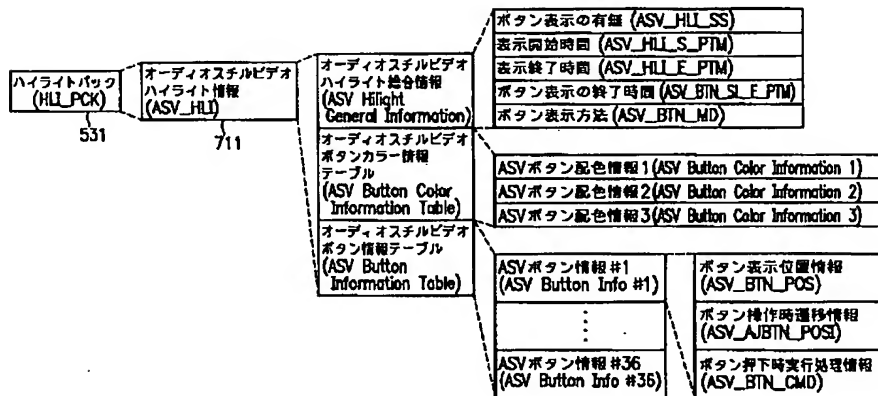 ハイライトパック
(HLI_PCK)
531
オーディオスチルビデオ
ハイライト情報
(ASV_HLI)
711
オーディオスチルビデオ
ハイライト総合情報
(ASV Hilight
General Information)
オーディオスチルビデオ
ボタンカラー情報
テーブル
(ASV Button Color
Information Table)
オーディオスチルビデオ
ボタン情報テーブル
(ASV Button
Information Table)
ボタン表示の有無 (ASV_HLI_SS)
表示開始時間 (ASV_HLI_S_PTM)
表示終了時間 (ASV_HLI_E_PTM)
ボタン表示の終了時間 (ASV_BTN_SL_E_PTM)
ボタン表示方法 (ASV_BTN_MD)
ASVボタン配色情報1(ASV Button Color Information 1)
ASVボタン配色情報2(ASV Button Color Information 2)
ASVボタン配色情報3(ASV Button Color Information 3)
ASVボタン情報 #1
(ASV Button Info #1)
⋮
ASVボタン情報 #36
(ASV Button Info #36)
ボタン表示位置情報
(ASV_BTN_POS)
ボタン操作時遷移情報
(ASV_AJBTN_POSI)
ボタン押下時実行処理情報
(ASV_BTN_CMD)